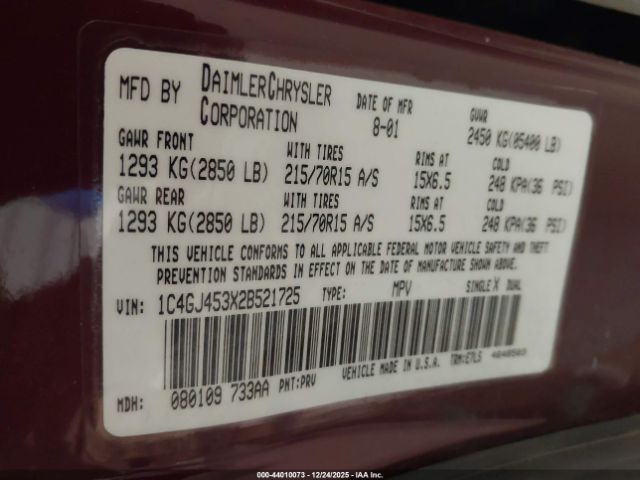 MFD BY DAIMLERCHRYSLER CORPORATION DATE OF MFR 8-01 GVWR 2450 KG(05400 LB)
GAWR FRONT WITH TIRES RIMS AT COLD
1293 KG(2850 LB) 215/70R15 A/S 15X6.5 248 KPA(36 PSI)
GAWR REAR WITH TIRES RIMS AT COLD
1293 KG(2850 LB) 215/70R15 A/S 15X6.5 248 KPA(36 PSI)
THIS VEHICLE CONFORMS TO ALL APPLICABLE FEDERAL MOTOR VEHICLE SAFETY AND THEFT
PREVENTION STANDARDS IN EFFECT ON THE DATE OF MANUFACTURE SHOWN ABOVE.
VIN: 1C4GJ453X2B521725 TYPE: MPV SINGLE X DUAL
VEHICLE MADE IN U.S.A. TRM:E7L5 4848503
MDH: 080109 733AA PNT:PRV
000-44010073 - 12/24/2025 - IAA Inc.